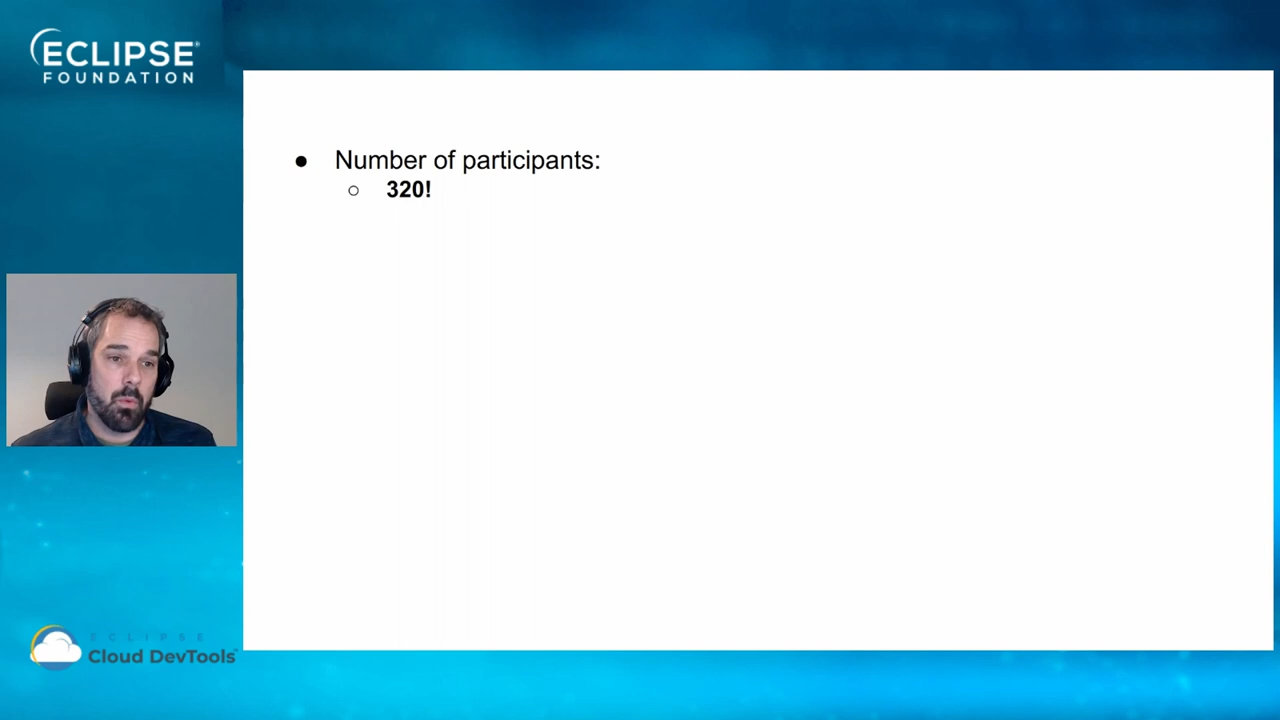 ECLIPSE
FOUNDATION
● Number of participants:
○ 320!
ECLIPSE
Cloud DevTools